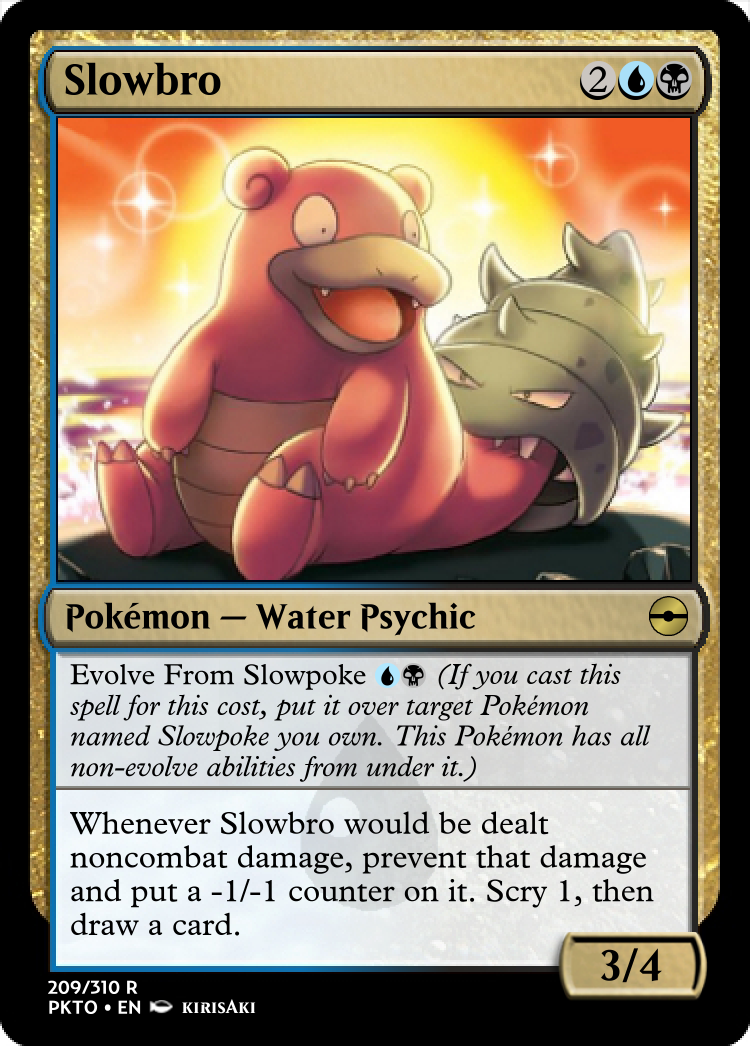 Slowbro 2
Pokémon — Water Psychic
Evolve From Slowpoke (If you cast this
spell for this cost, put it over target Pokémon
named Slowpoke you own. This Pokémon has all
non-evolve abilities from under it.)
Whenever Slowbro would be dealt
noncombat damage, prevent that damage
and put a -1/-1 counter on it. Scry 1, then
draw a card.
3/4
209/310 R
PKTO • EN KIRISAKI